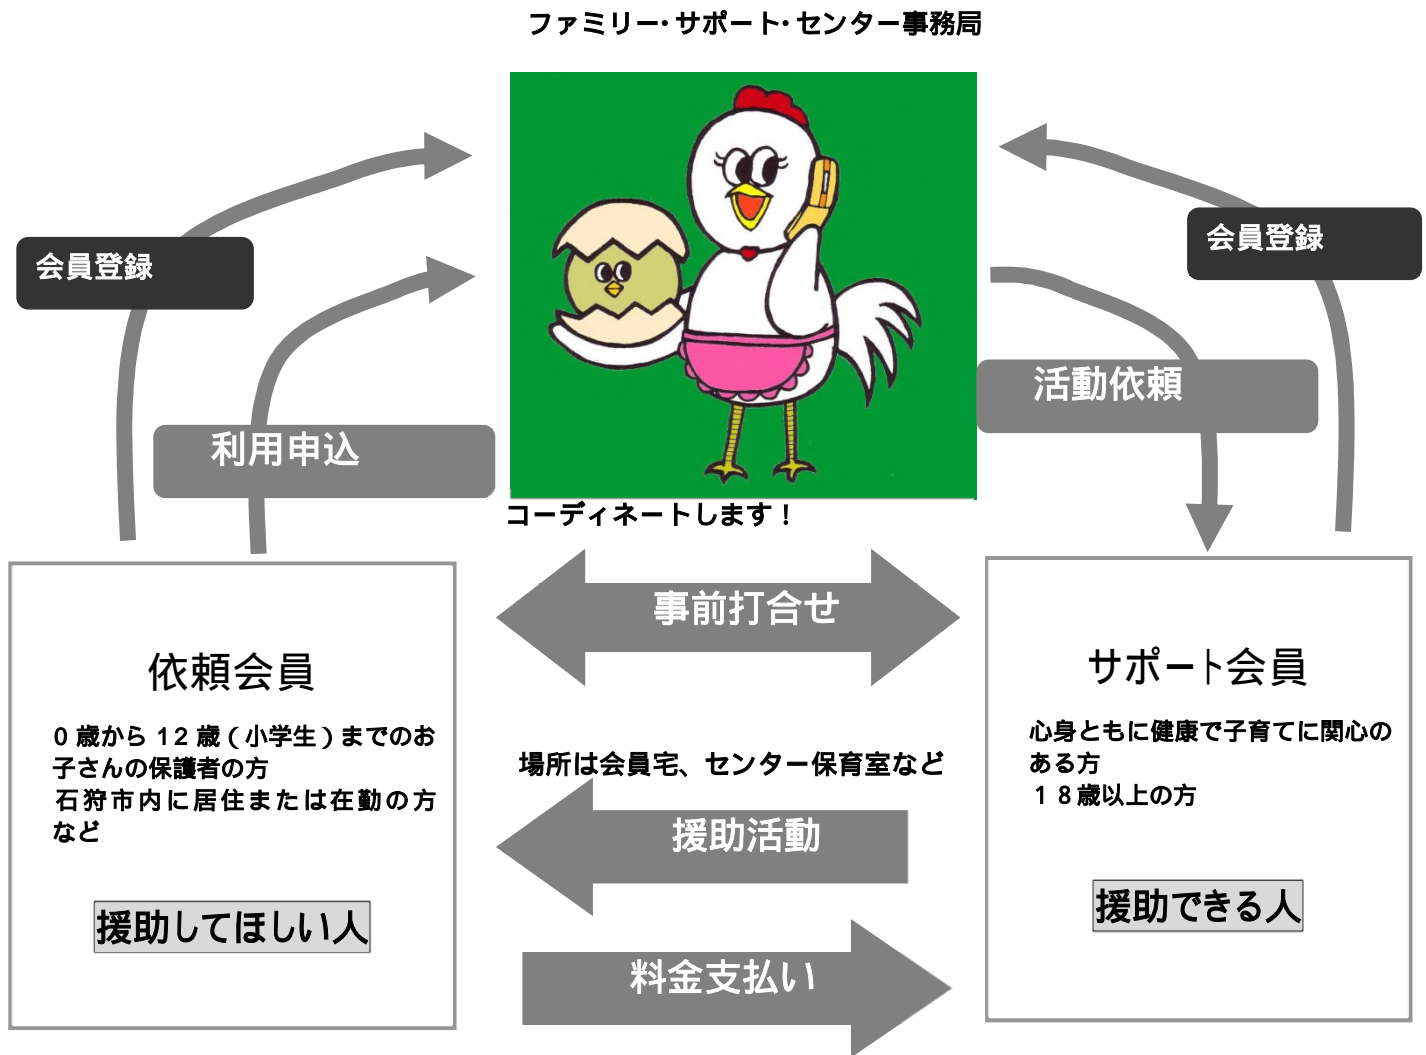 ファミリー・サポート・センター事務局
会員登録
会員登録
活動依頼
利用申込
コーディネートします！
事前打合せ
依頼会員
０歳から 12 歳（小学生）までのお
子さんの保護者の方
石狩市内に居住または在勤の方
など
援助してほしい人
サポート会員
心身ともに健康で子育てに関心の
ある方
１８歳以上の方
援助できる人
場所は会員宅、センター保育室など
援助活動
料金支払い